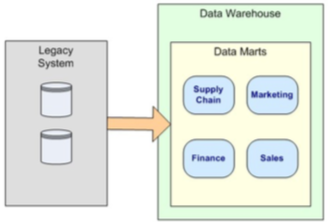 Data Warehouse
Legacy
System
Data Marts
Supply
Chain
Marketing
Finance
Sales